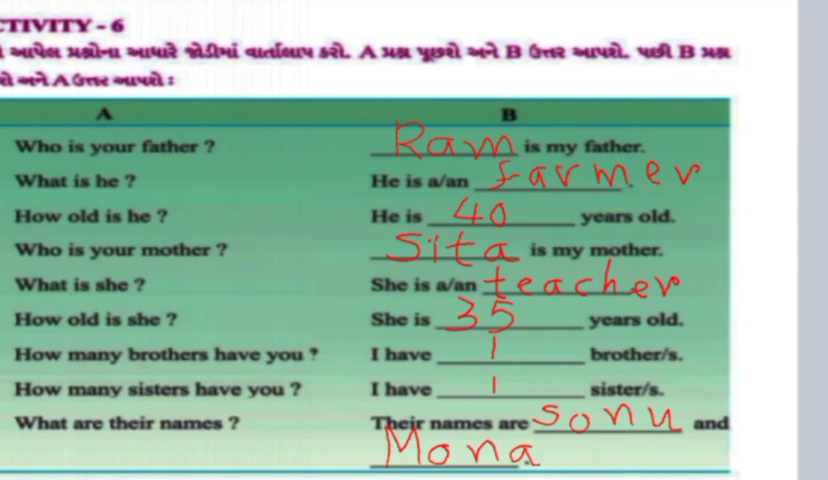 CTIVITY - 6
આપેલ પ્રશ્નોના આધારે જોડીમાં વાર્તાલાપ કરો. A પ્રશ્ન પૂછશે અને B ઉત્તર આપશે. પછી B પ્રશ્ન
શે અને A ઉત્તર આપશે :
A B
Who is your father ? Ram is my father.
What is he ? He is a/an farmer.
How old is he ? He is 40 years old.
Who is your mother ? Sita is my mother.
What is she ? She is a/an teacher
How old is she ? She is 35 years old.
How many brothers have you ? I have 1 brother/s.
How many sisters have you ? I have 1 sister/s.
What are their names ? Their names are sonu and
Mona.